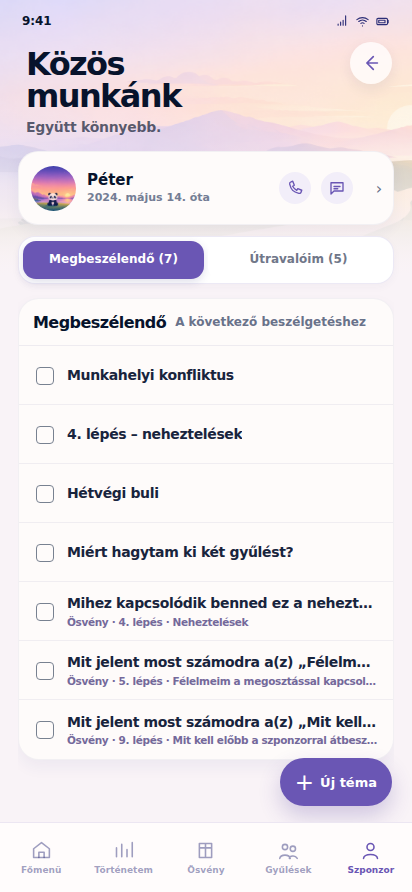 9:41
Közös
munkánk
Együtt könnyebb.
Péter
2024. május 14. óta
Megbeszélendő (7)
Útravalóim (5)
Megbeszélendő A következő beszélgetéshez
Munkahelyi konfliktus
4. lépés – neheztelések
Hétvégi buli
Miért hagytam ki két gyűlést?
Mihez kapcsolódik benned ez a nehezt…
Ösvény · 4. lépés · Neheztelések
Mit jelent most számodra a(z) „Félelm…
Ösvény · 5. lépés · Félelmeim a megosztással kapcsol…
Mit jelent most számodra a(z) „Mit kell…
Ösvény · 9. lépés · Mit kell előbb a szponzorral átbesz…
Új téma
Főmenü
Történetem
Ösvény
Gyűlések
Szponzor